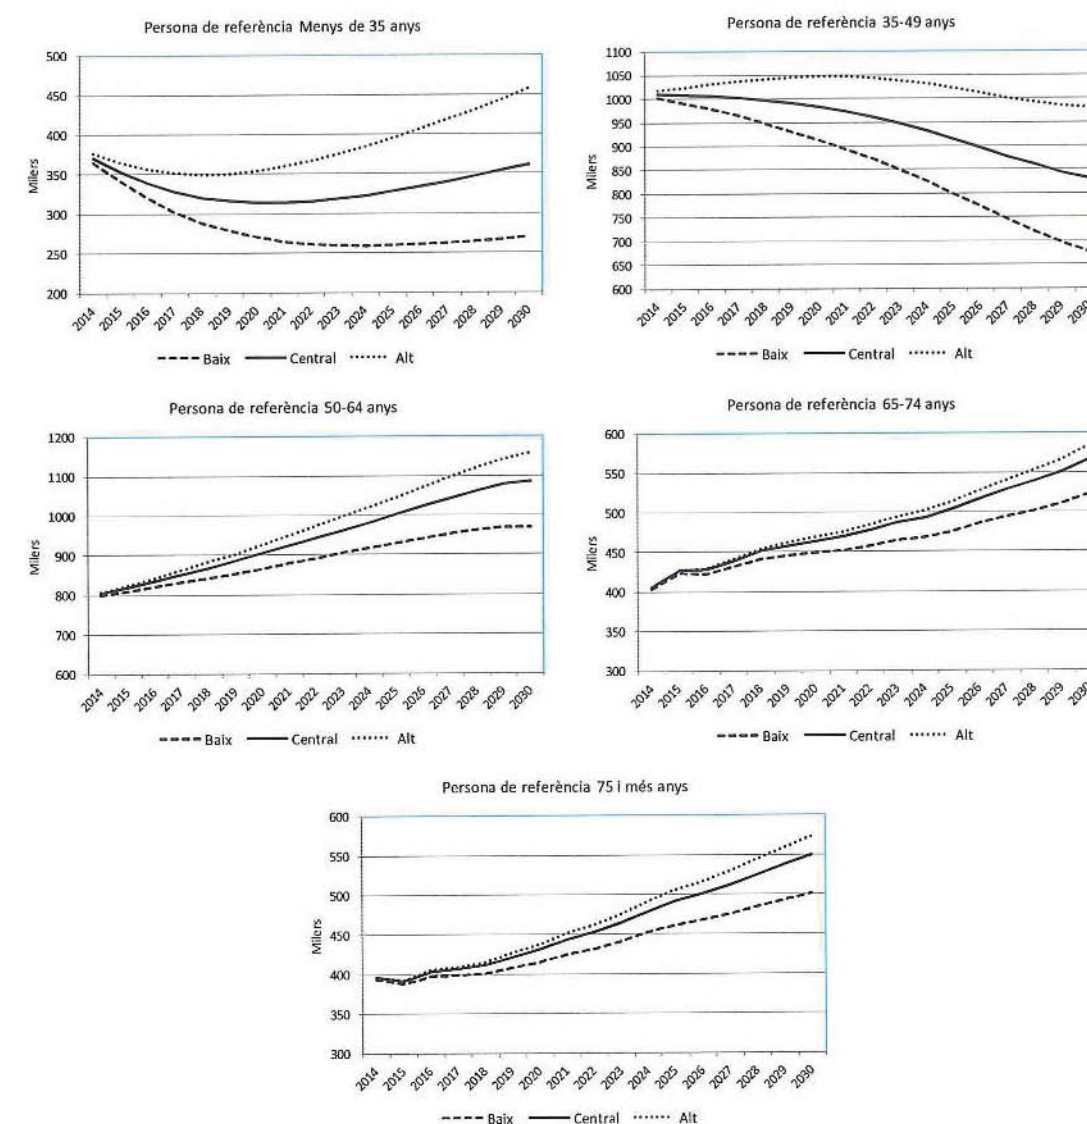 Persona de referència Menys de 35 anys
500
450
400
350
300
250
200
Milers
2014 2015 2016 2017 2018 2019 2020 2021 2022 2023 2024 2025 2026 2027 2028 2029 2030
Baix Central Alt
Persona de referència 35-49 anys
1100
1050
1000
950
900
850
800
750
700
650
600
Milers
2014 2015 2016 2017 2018 2019 2020 2021 2022 2023 2024 2025 2026 2027 2028 2029 2030
Baix Central Alt
Persona de referència 50-64 anys
1200
1100
1000
900
800
700
600
Milers
2014 2015 2016 2017 2018 2019 2020 2021 2022 2023 2024 2025 2026 2027 2028 2029 2030
Baix Central Alt
Persona de referència 65-74 anys
600
550
500
450
400
350
300
Milers
2014 2015 2016 2017 2018 2019 2020 2021 2022 2023 2024 2025 2026 2027 2028 2029 2030
Baix Central Alt
Persona de referència 75 i més anys
600
550
500
450
400
350
300
Milers
2014 2015 2016 2017 2018 2019 2020 2021 2022 2023 2024 2025 2026 2027 2028 2029 2030
Baix Central Alt